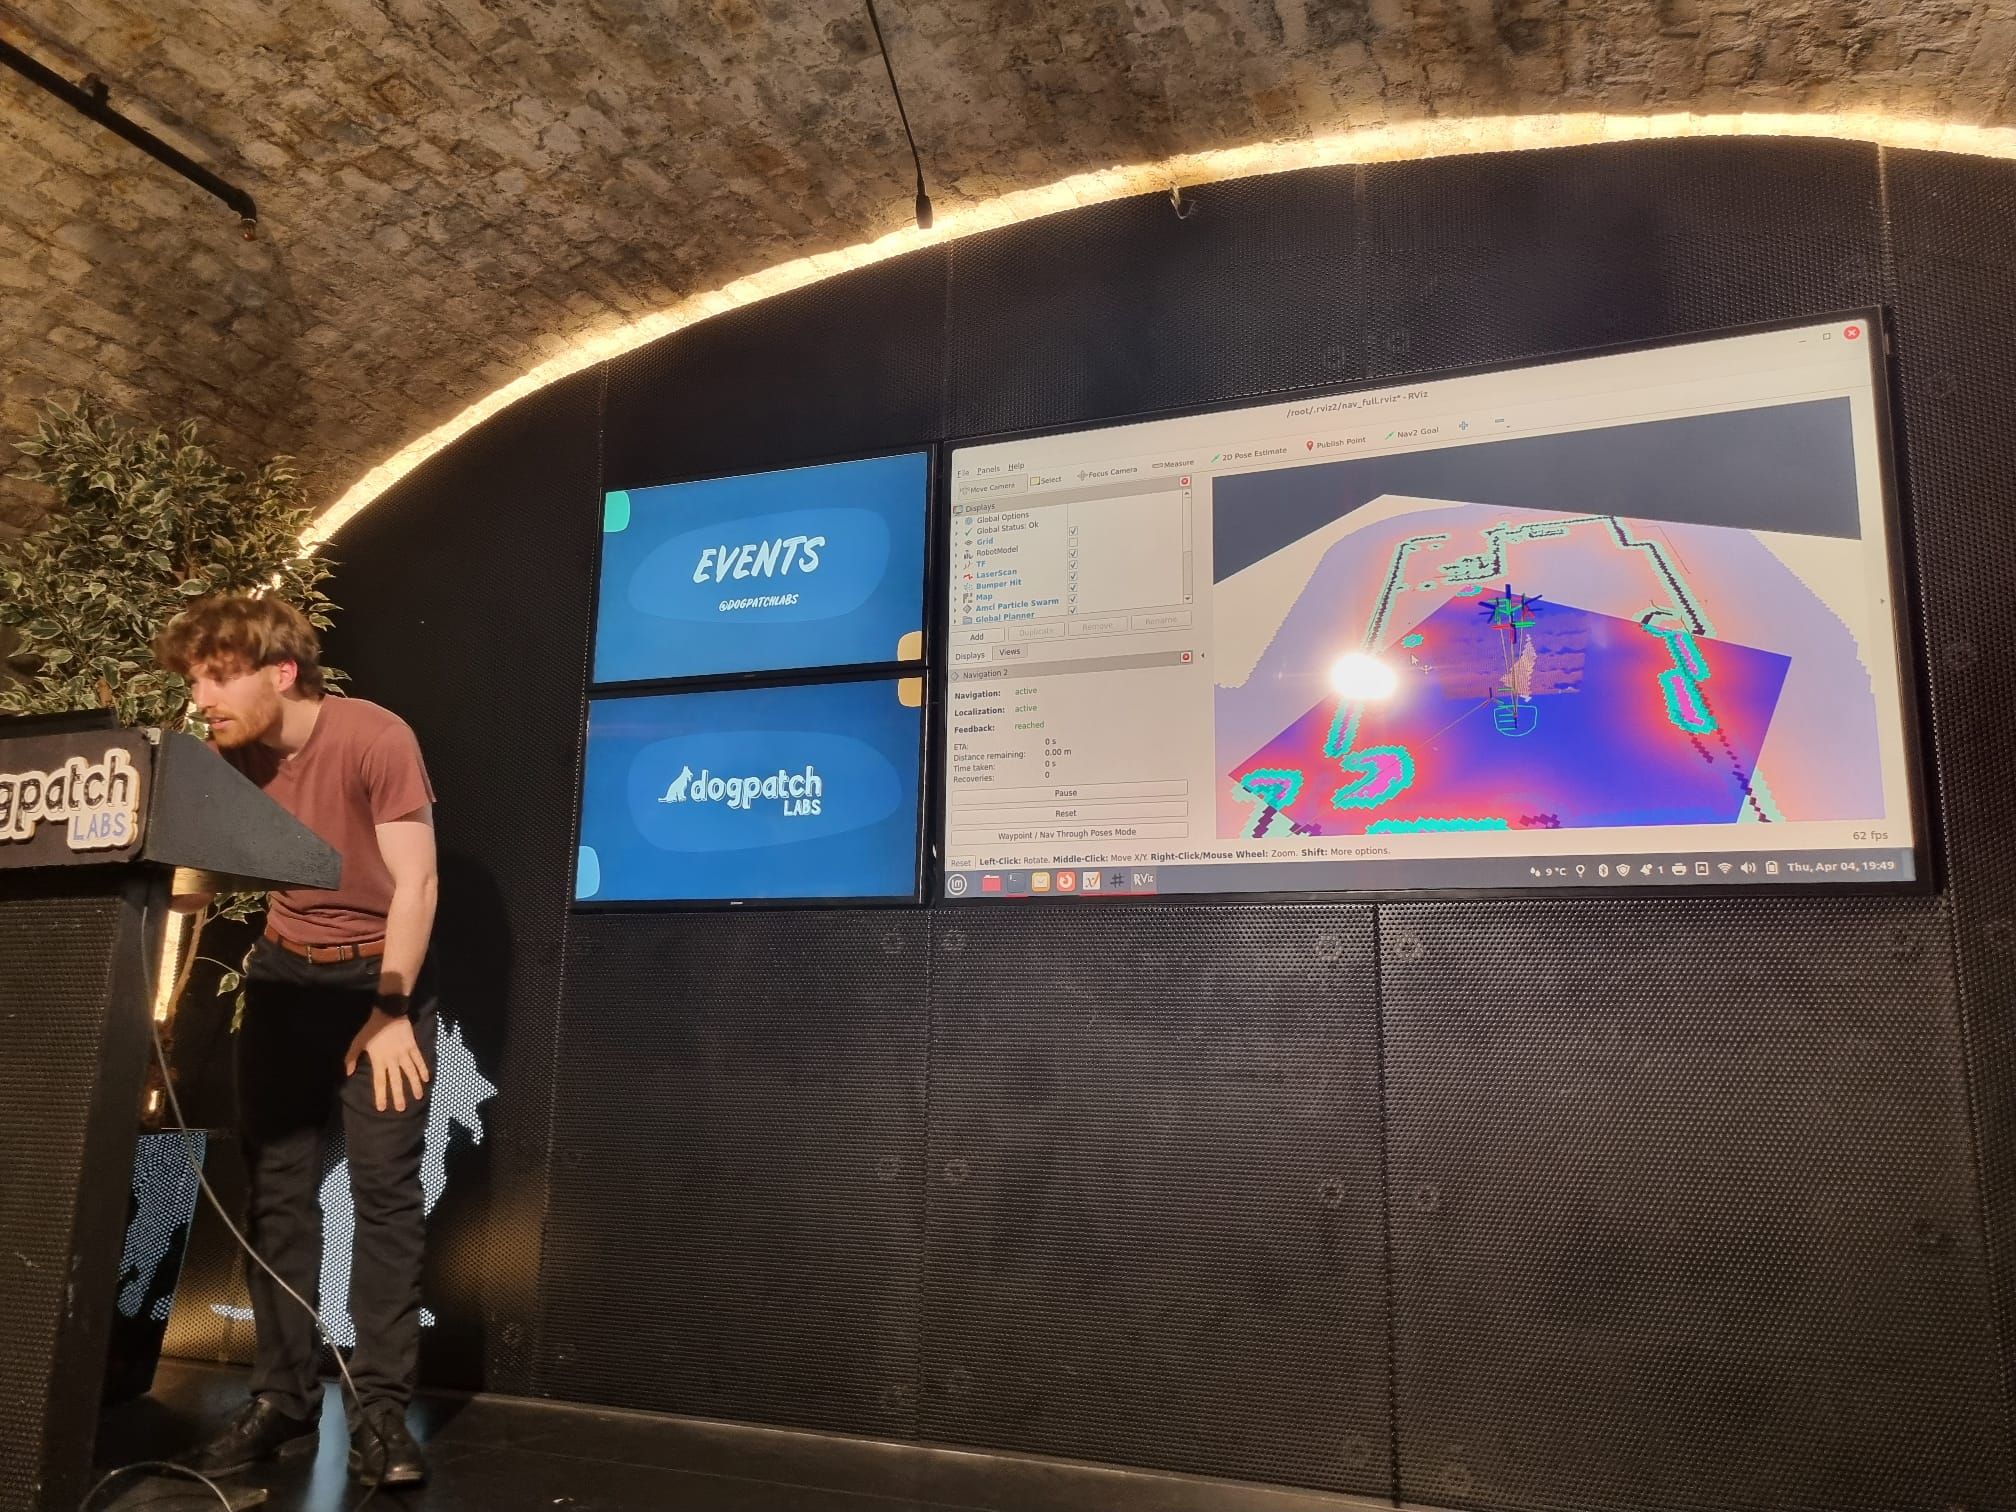 gpatch
LABS
EVENTS
@DOGPATCHLABS
dogpatch
LABS
/root/.rviz2/nav_full.rviz* - RViz
File Panels Help
Move Camera Select Focus Camera Measure 2D Pose Estimate Publish Point Nav2 Goal
Displays
Global Options
Global Status: Ok
Grid
RobotModel
TF
LaserScan
Bumper Hit
Map
Amcl Particle Swarm
Global Planner
Add Duplicate Remove Rename
Displays Views
Navigation 2
Navigation: active
Localization: active
Feedback: reached
ETA: 0 s
Distance remaining: 0.00 m
Time taken: 0 s
Recoveries: 0
Pause
Reset
Waypoint / Nav Through Poses Mode
Reset Left-Click: Rotate. Middle-Click: Move X/Y. Right-Click/Mouse Wheel: Zoom. Shift: More options.
62 fps
RViz
9 °C
1
Thu, Apr 04, 19:49